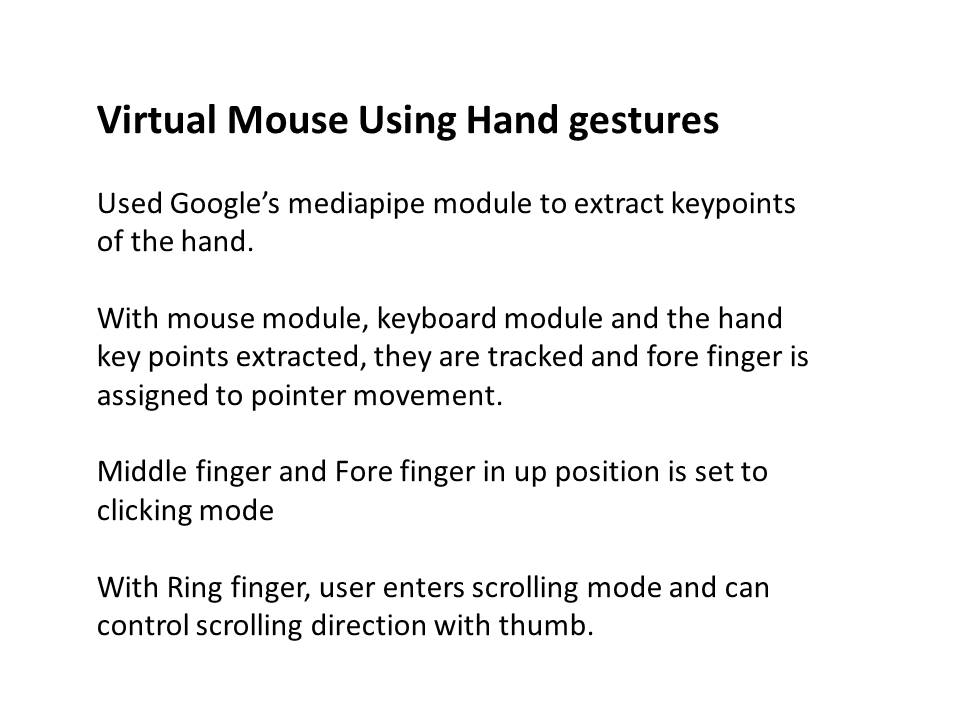 Virtual Mouse Using Hand gestures
Used Google’s mediapipe module to extract keypoints
of the hand.
With mouse module, keyboard module and the hand
key points extracted, they are tracked and fore finger is
assigned to pointer movement.
Middle finger and Fore finger in up position is set to
clicking mode
With Ring finger, user enters scrolling mode and can
control scrolling direction with thumb.